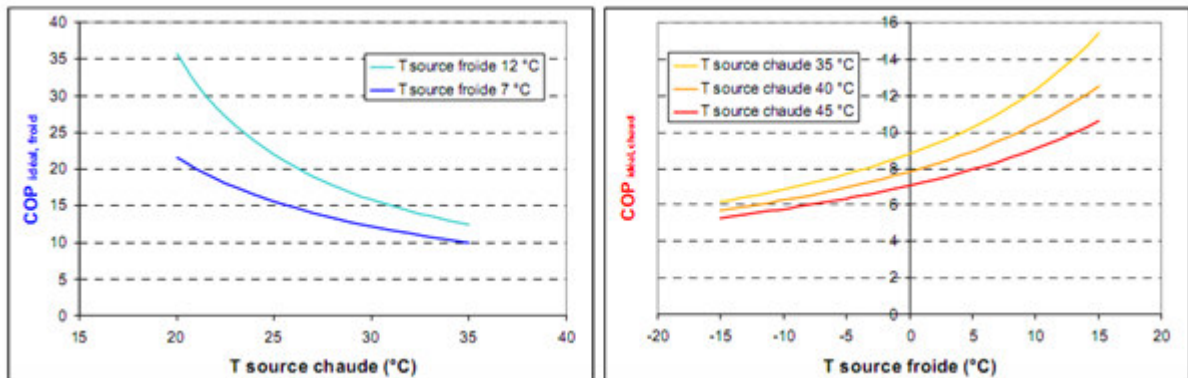 40
35
30
25
20
15
10
5
0
15 20 25 30 35 40
COP idéal, froid
T source chaude (°C)
T source froide 12 °C
T source froide 7 °C
16
14
12
10
8
6
4
2
0
-20 -15 -10 -5 0 5 10 15 20
COP idéal, chaud
T source froide (°C)
T source chaude 35 °C
T source chaude 40 °C
T source chaude 45 °C